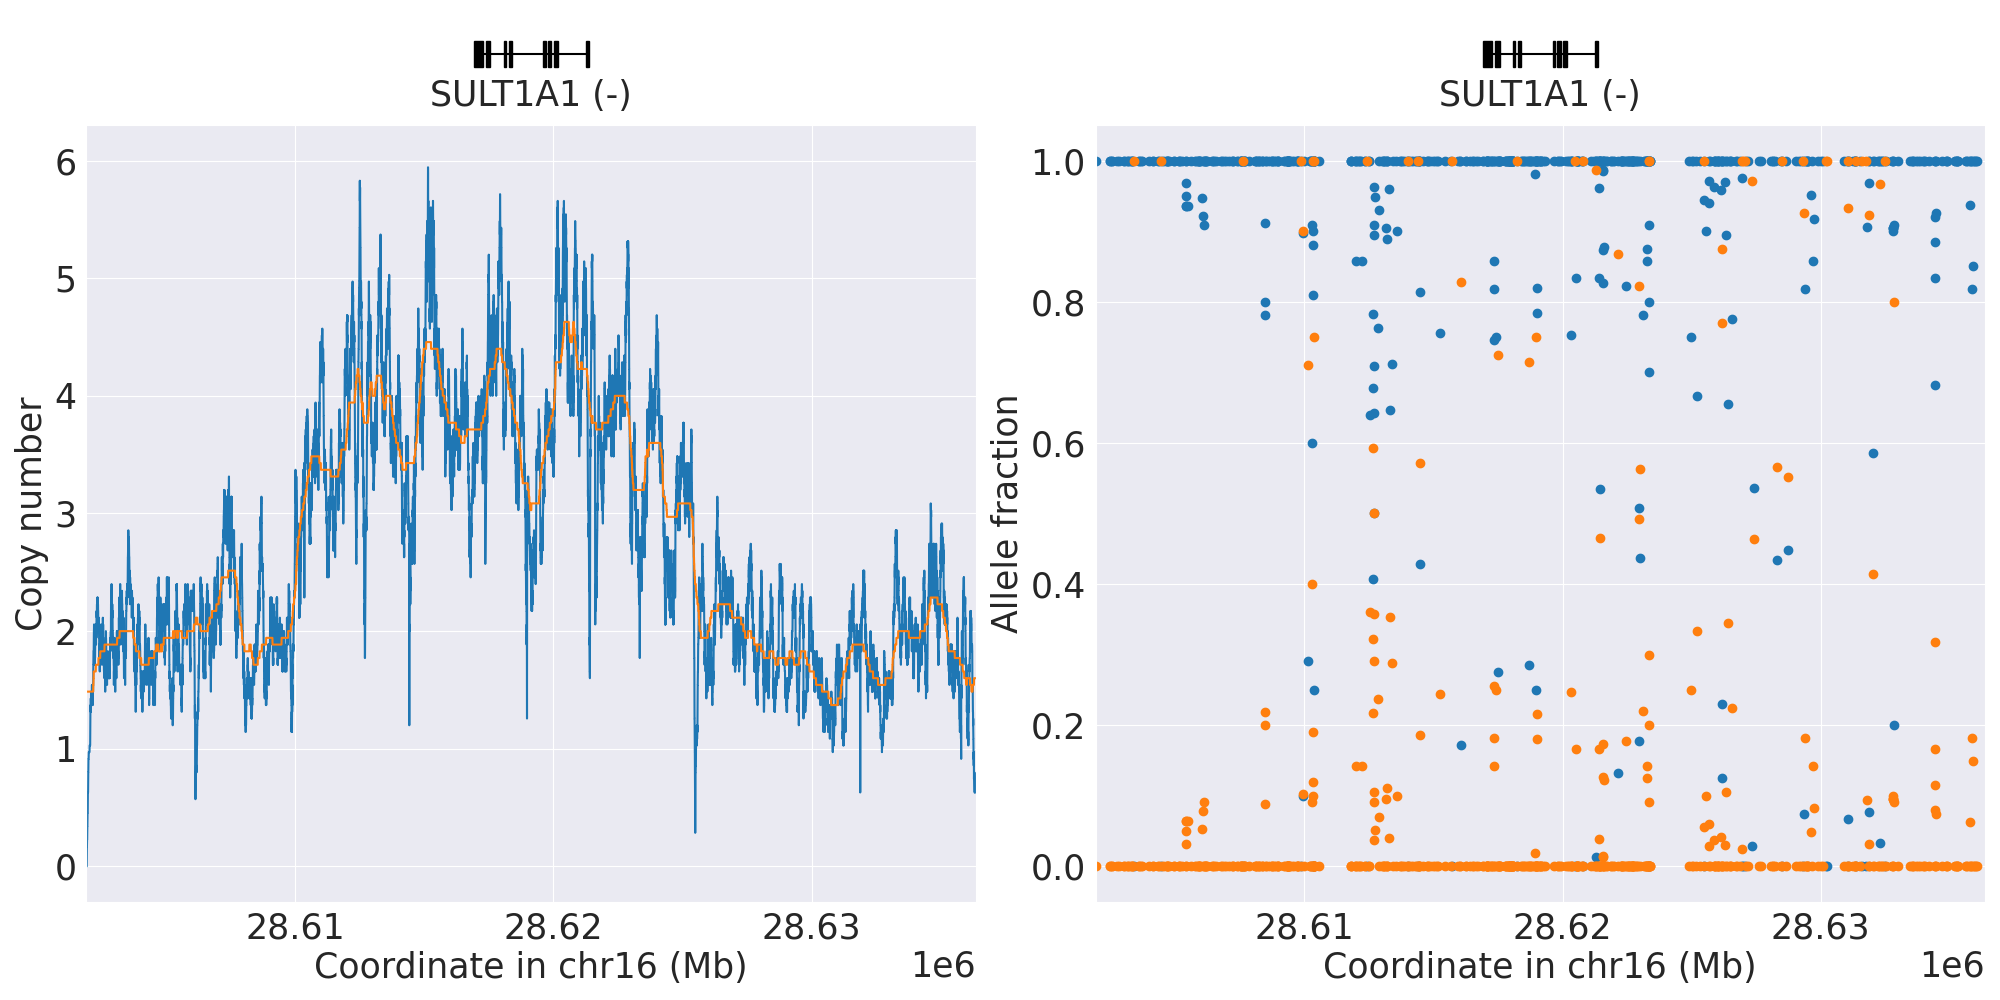 SULT1A1 (-)
Copy number
6
5
4
3
2
1
0
28.61
28.62
28.63
Coordinate in chr16 (Mb)
1e6
SULT1A1 (-)
Allele fraction
1.0
0.8
0.6
0.4
0.2
0.0
28.61
28.62
28.63
Coordinate in chr16 (Mb)
1e6